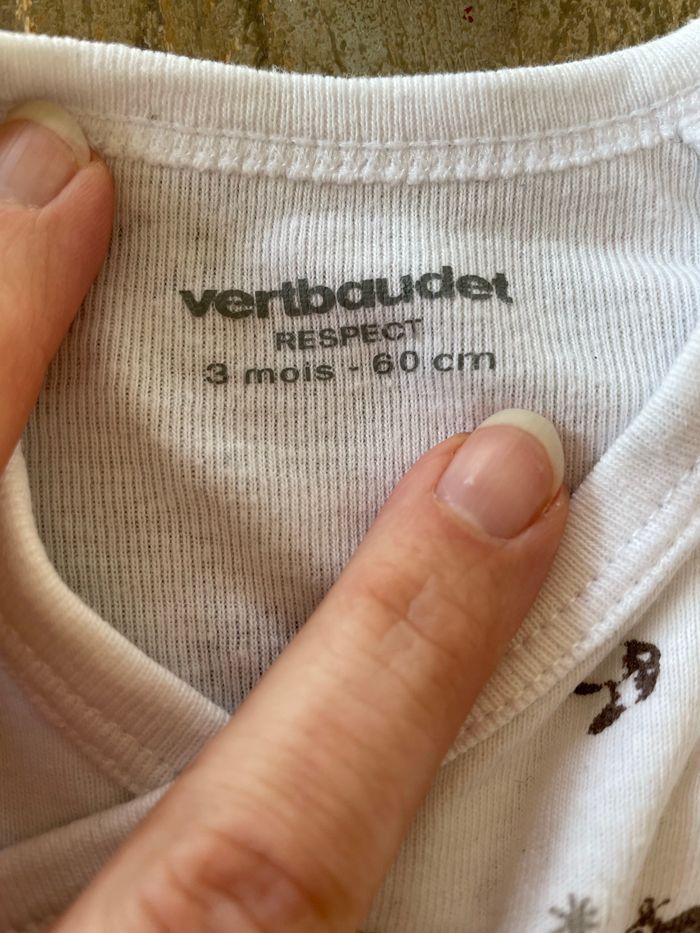 vertbaudet
RESPECT
3 mois - 60 cm